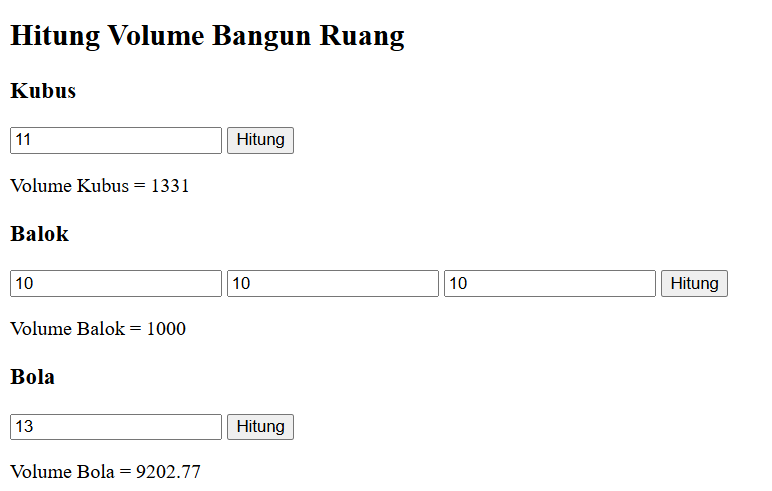 Hitung Volume Bangun Ruang
Kubus
11 Hitung
Volume Kubus = 1331
Balok
10 10 10 Hitung
Volume Balok = 1000
Bola
13 Hitung
Volume Bola = 9202.77